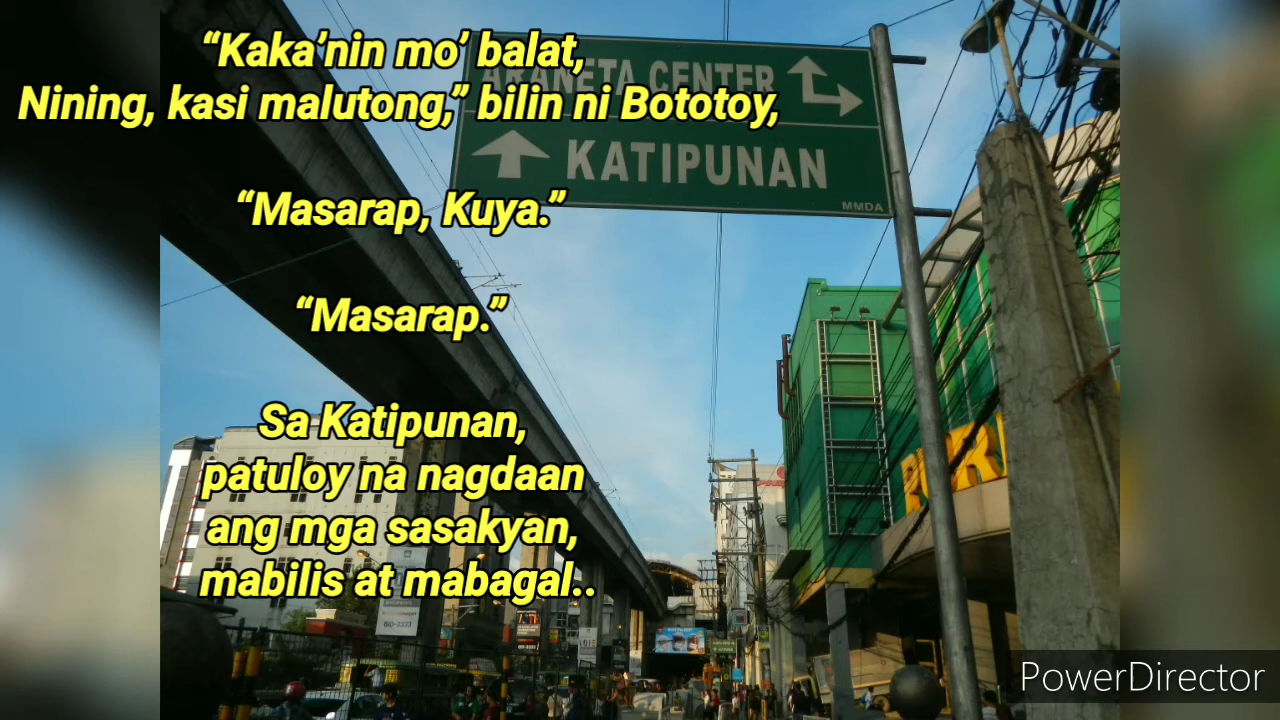 “Kaka’nin mo’ balat,
Nining, kasi malutong,” bilin ni Bototoy,
“Masarap, Kuya.”
“Masarap.”
Sa Katipunan,
patuloy na nagdaan
ang mga sasakyan,
mabilis at mabagal..
ARANETA CENTER
KATIPUNAN
MMDA
PowerDirector